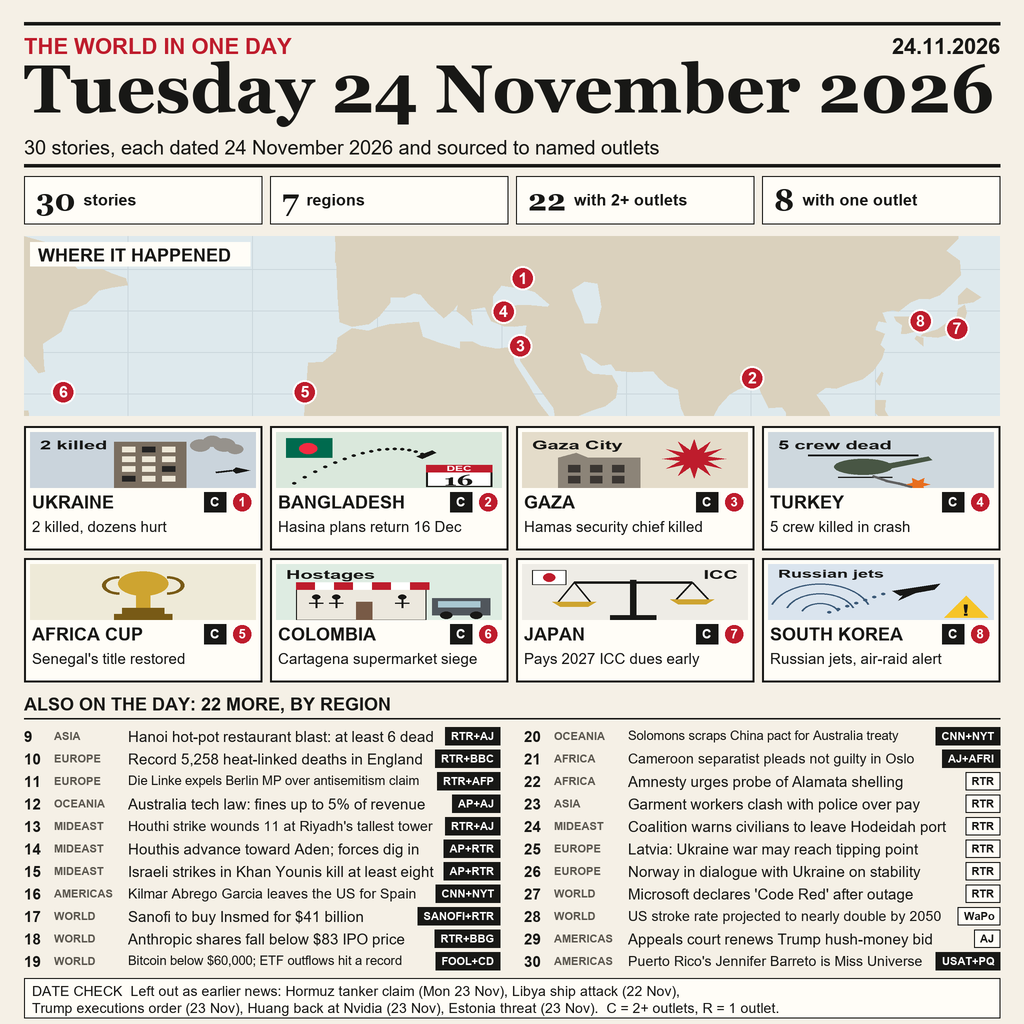 THE WORLD IN ONE DAY 24.11.2026
Tuesday 24 November 2026
30 stories, each dated 24 November 2026 and sourced to named outlets
30 stories
7 regions
22 with 2+ outlets
8 with one outlet
WHERE IT HAPPENED
1
4
8
7
3
2
6
5
2 killed
UKRAINE C 1
2 killed, dozens hurt
DEC
16
BANGLADESH C 2
Hasina plans return 16 Dec
Gaza City
GAZA C 3
Hamas security chief killed
5 crew dead
TURKEY C 4
5 crew killed in crash
AFRICA CUP C 5
Senegal's title restored
Hostages
COLOMBIA C 6
Cartagena supermarket siege
ICC
JAPAN C 7
Pays 2027 ICC dues early
Russian jets
!
SOUTH KOREA C 8
Russian jets, air-raid alert
ALSO ON THE DAY: 22 MORE, BY REGION
9 ASIA Hanoi hot-pot restaurant blast: at least 6 dead RTR+AJ
10 EUROPE Record 5,258 heat-linked deaths in England RTR+BBC
11 EUROPE Die Linke expels Berlin MP over antisemitism claim RTR+AFP
12 OCEANIA Australia tech law: fines up to 5% of revenue AP+AJ
13 MIDEAST Houthi strike wounds 11 at Riyadh's tallest tower RTR+AJ
14 MIDEAST Houthis advance toward Aden; forces dig in AP+RTR
15 MIDEAST Israeli strikes in Khan Younis kill at least eight AP+RTR
16 AMERICAS Kilmar Abrego Garcia leaves the US for Spain CNN+NYT
17 WORLD Sanofi to buy Insmed for $41 billion SANOFI+RTR
18 WORLD Anthropic shares fall below $83 IPO price RTR+BBG
19 WORLD Bitcoin below $60,000; ETF outflows hit a record FOOL+CD
20 OCEANIA Solomons scraps China pact for Australia treaty CNN+NYT
21 AFRICA Cameroon separatist pleads not guilty in Oslo AJ+AFRI
22 AFRICA Amnesty urges probe of Alamata shelling RTR
23 ASIA Garment workers clash with police over pay RTR
24 MIDEAST Coalition warns civilians to leave Hodeidah port RTR
25 EUROPE Latvia: Ukraine war may reach tipping point RTR
26 EUROPE Norway in dialogue with Ukraine on stability RTR
27 WORLD Microsoft declares 'Code Red' after outage RTR
28 WORLD US stroke rate projected to nearly double by 2050 WaPo
29 AMERICAS Appeals court renews Trump hush-money bid AJ
30 AMERICAS Puerto Rico's Jennifer Barreto is Miss Universe USAT+PQ
DATE CHECK Left out as earlier news: Hormuz tanker claim (Mon 23 Nov), Libya ship attack (22 Nov),
Trump executions order (23 Nov), Huang back at Nvidia (23 Nov), Estonia threat (23 Nov). C = 2+ outlets, R = 1 outlet.